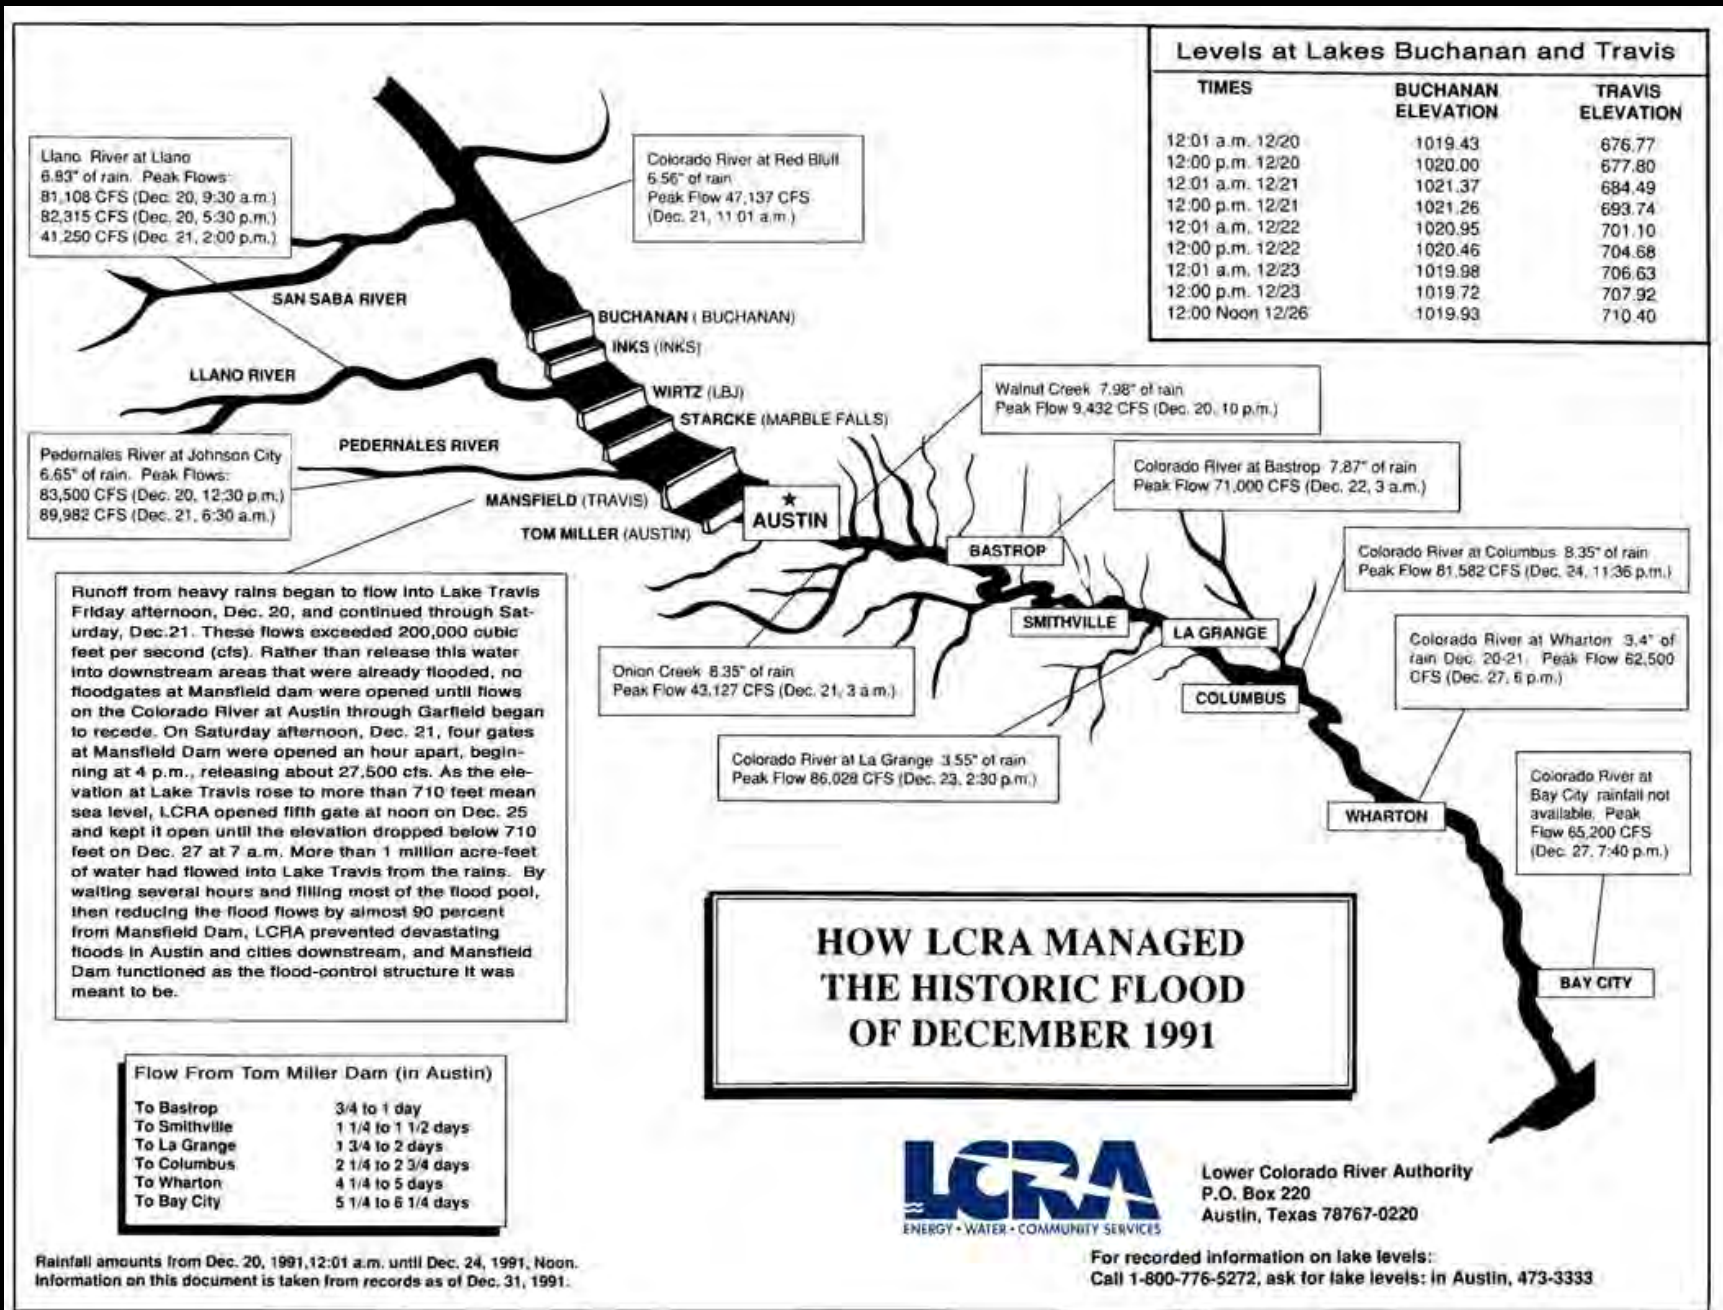 Levels at Lakes Buchanan and Travis
TIMES BUCHANAN ELEVATION TRAVIS ELEVATION
12:01 a.m. 12/20 1019.43 676.77
12:00 p.m. 12/20 1020.00 677.80
12:01 a.m. 12/21 1021.37 684.49
12:00 p.m. 12/21 1021.26 693.74
12:01 a.m. 12/22 1020.95 701.10
12:00 p.m. 12/22 1020.46 704.68
12:01 a.m. 12/23 1019.98 706.63
12:00 p.m. 12/23 1019.72 707.92
12:00 Noon 12/26 1019.93 710.40
Llano River at Llano
6.93" of rain. Peak Flows:
81,108 CFS (Dec. 20, 9:30 a.m.)
82,315 CFS (Dec. 20, 5:30 p.m.)
41,250 CFS (Dec. 21, 2:00 p.m.)
Colorado River at Red Bluff
6.56" of rain
Peak Flow 47,137 CFS
(Dec. 21, 11:01 a.m.)
SAN SABA RIVER
BUCHANAN (BUCHANAN)
INKS (INKS)
LLANO RIVER
WIRTZ (LBJ)
STARCKE (MARBLE FALLS)
PEDERNALES RIVER
MANSFIELD (TRAVIS)
TOM MILLER (AUSTIN)
Pedernales River at Johnson City
6.65" of rain. Peak Flows:
83,500 CFS (Dec. 20, 12:30 p.m.)
89,982 CFS (Dec. 21, 6:30 a.m.)
Walnut Creek 7.98" of rain
Peak Flow 9,432 CFS (Dec. 20, 10 p.m.)
Colorado River at Bastrop 7.87" of rain
Peak Flow 71,000 CFS (Dec. 22, 3 a.m.)
AUSTIN
BASTROP
SMITHVILLE
LA GRANGE
COLUMBUS
WHARTON
BAY CITY
Colorado River at Columbus 8.35" of rain
Peak Flow 81,582 CFS (Dec. 24, 11:36 p.m.)
Colorado River at Wharton 3.4" of
rain Dec. 20-21. Peak Flow 62,500
CFS (Dec. 27, 6 p.m.)
Onion Creek 8.35" of rain
Peak Flow 43,127 CFS (Dec. 21, 3 a.m.)
Colorado River at La Grange 3.55" of rain
Peak Flow 86,028 CFS (Dec. 23, 2:30 p.m.)
Colorado River at
Bay City rainfall not
available. Peak
Flow 65,200 CFS
(Dec. 27, 7:40 p.m.)
Runoff from heavy rains began to flow into Lake Travis
Friday afternoon, Dec. 20, and continued through Sat-
urday, Dec.21. These flows exceeded 200,000 cubic
feet per second (cfs). Rather than release this water
into downstream areas that were already flooded, no
floodgates at Mansfield dam were opened until flows
on the Colorado River at Austin through Garfield began
to recede. On Saturday afternoon, Dec. 21, four gates
at Mansfield Dam were opened an hour apart, begin-
ning at 4 p.m., releasing about 27,500 cfs. As the ele-
vation at Lake Travis rose to more than 710 feet mean
sea level, LCRA opened fifth gate at noon on Dec. 25
and kept it open until the elevation dropped below 710
feet on Dec. 27 at 7 a.m. More than 1 million acre-feet
of water had flowed into Lake Travis from the rains. By
waiting several hours and filling most of the flood pool,
then reducing the flood flows by almost 90 percent
from Mansfield Dam, LCRA prevented devastating
floods in Austin and cities downstream, and Mansfield
Dam functioned as the flood-control structure it was
meant to be.
HOW LCRA MANAGED
THE HISTORIC FLOOD
OF DECEMBER 1991
Flow From Tom Miller Dam (in Austin)
To Bastrop 3/4 to 1 day
To Smithville 1 1/4 to 1 1/2 days
To La Grange 1 3/4 to 2 days
To Columbus 2 1/4 to 2 3/4 days
To Wharton 4 1/4 to 5 days
To Bay City 5 1/4 to 6 1/4 days
LCRA
ENERGY • WATER • COMMUNITY SERVICES
Lower Colorado River Authority
P.O. Box 220
Austin, Texas 78767-0220
Rainfall amounts from Dec. 20, 1991,12:01 a.m. until Dec. 24, 1991, Noon.
Information on this document is taken from records as of Dec. 31, 1991.
For recorded information on lake levels:
Call 1-800-776-5272, ask for lake levels: in Austin, 473-3333